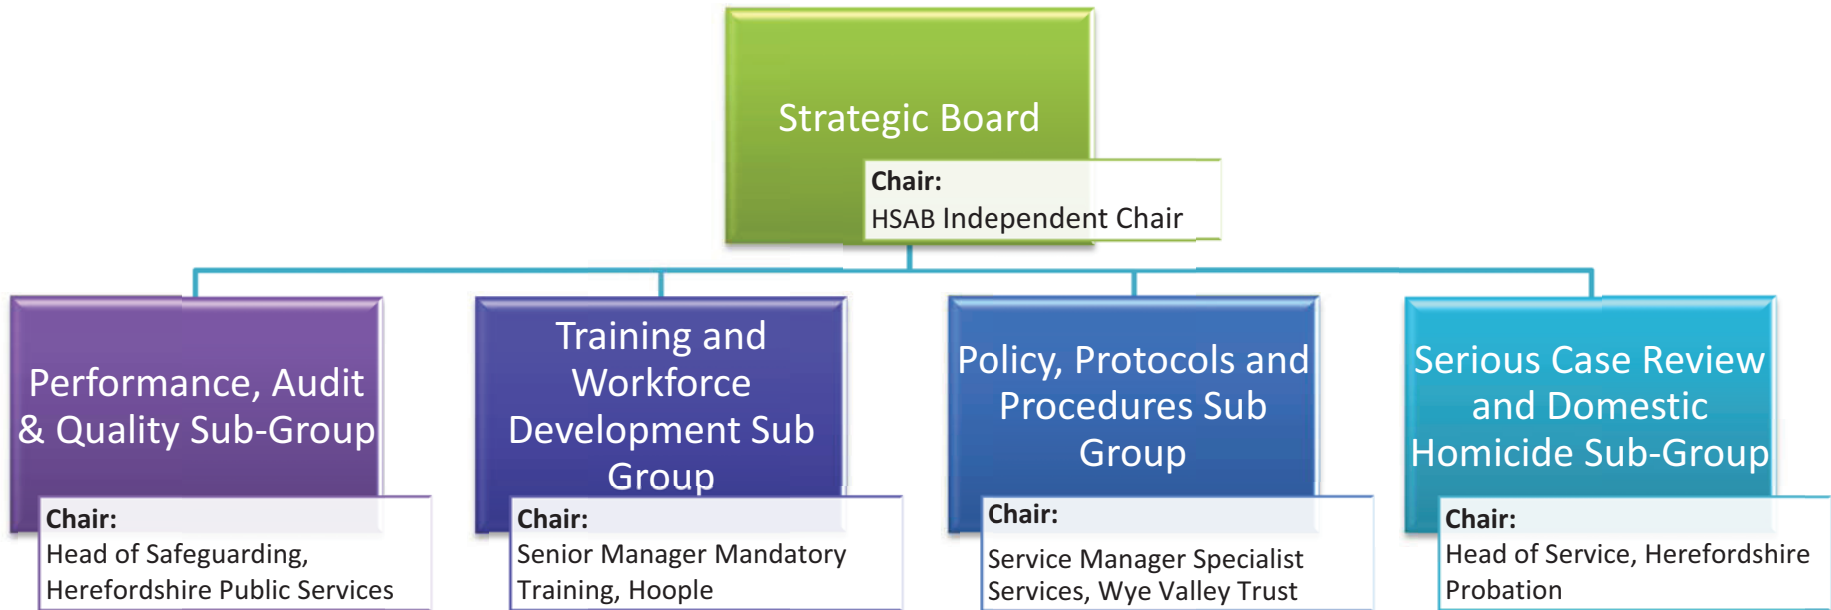 Strategic Board
Chair:
HSAB Independent Chair
Performance, Audit
& Quality Sub-Group
Chair:
Head of Safeguarding,
Herefordshire Public Services
Training and
Workforce
Development Sub
Group
Chair:
Senior Manager Mandatory
Training, Hoople
Policy, Protocols and
Procedures Sub
Group
Chair:
Service Manager Specialist
Services, Wye Valley Trust
Serious Case Review
and Domestic
Homicide Sub-Group
Chair:
Head of Service, Herefordshire
Probation